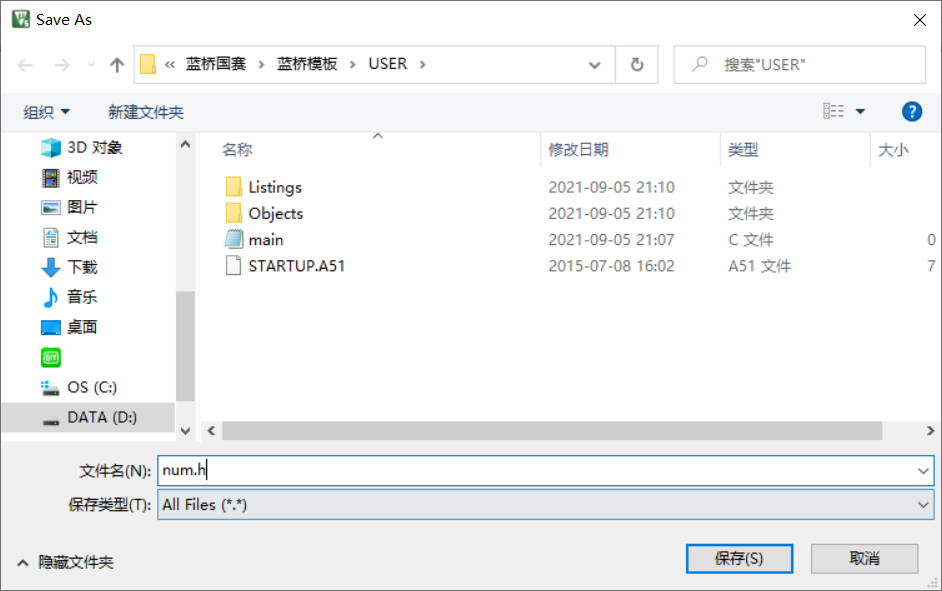 Save As
« 蓝桥国赛 › 蓝桥模板 › USER ›
搜索"USER"
组织
新建文件夹
?
3D 对象
视频
图片
文档
下载
音乐
桌面
OS (C:)
DATA (D:)
名称 修改日期 类型 大小
Listings 2021-09-05 21:10 文件夹
Objects 2021-09-05 21:10 文件夹
main 2021-09-05 21:07 C 文件 0
STARTUP.A51 2015-07-08 16:02 A51 文件 7
文件名(N): num.h
保存类型(T): All Files (*.*)
隐藏文件夹
保存(S)
取消